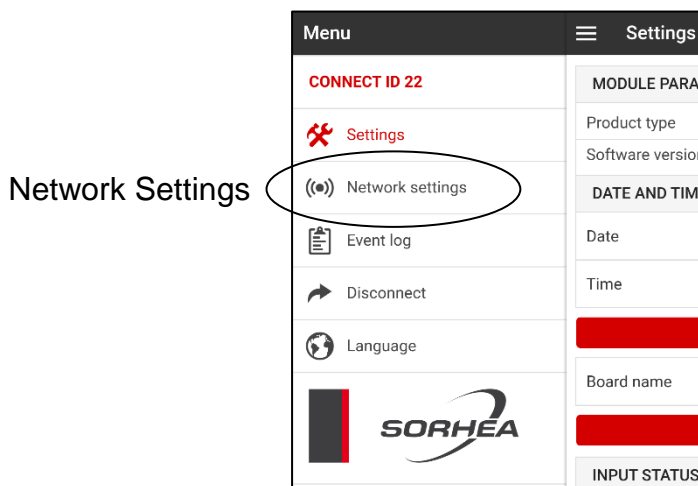 Menu
Settings
CONNECT ID 22
MODULE PARA
Settings
Product type
Software version
Network Settings
Network settings
DATE AND TIM
Event log
Date
Disconnect
Time
Language
Board name
SORHEA
INPUT STATUS